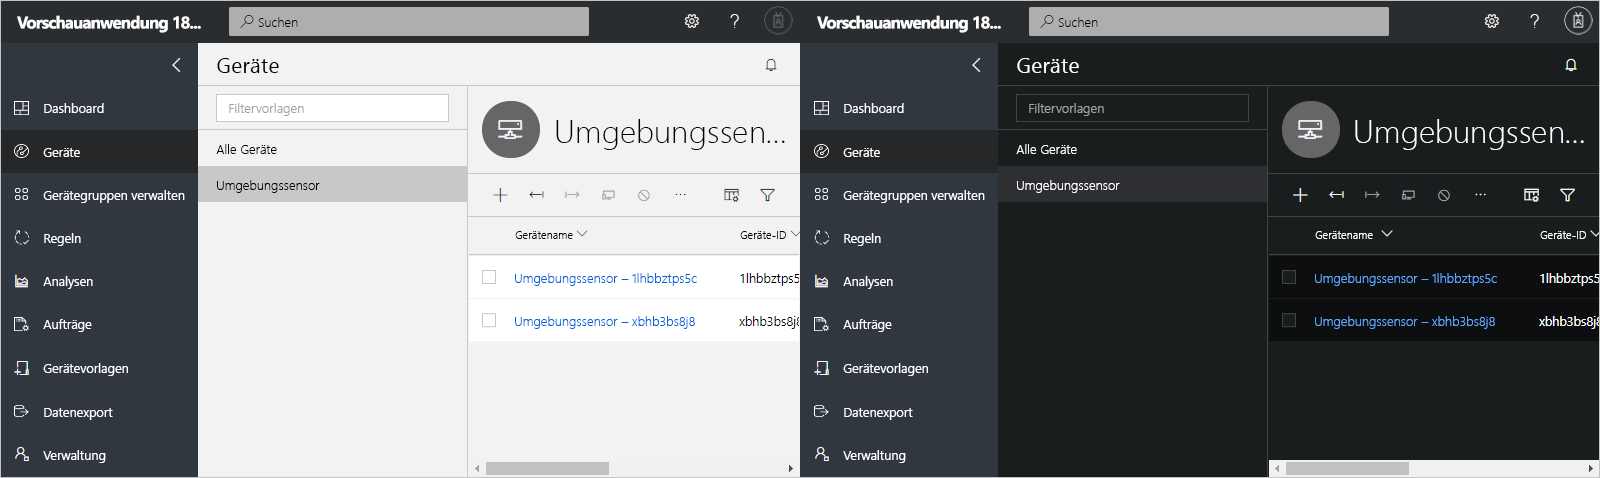 Vorschauanwendung 18...
Suchen
?
Geräte
Dashboard
Filtervorlagen
Umgebungssen...
Geräte
Alle Geräte
Umgebungssensor
Gerätegruppen verwalten
...
Regeln
Gerätename
Geräte-ID
Analysen
Umgebungssensor – 1lhbbztps5c
1lhbbztps5
Aufträge
Umgebungssensor – xbhb3bs8j8
xbhb3bs8j8
Gerätevorlagen
Datenexport
Verwaltung
Vorschauanwendung 18...
Suchen
?
Geräte
Dashboard
Filtervorlagen
Umgebungssen...
Geräte
Alle Geräte
Umgebungssensor
Gerätegruppen verwalten
...
Regeln
Gerätename
Geräte-ID
Analysen
Umgebungssensor – 1lhbbztps5c
1lhbbztps5
Aufträge
Umgebungssensor – xbhb3bs8j8
xbhb3bs8j8
Gerätevorlagen
Datenexport
Verwaltung